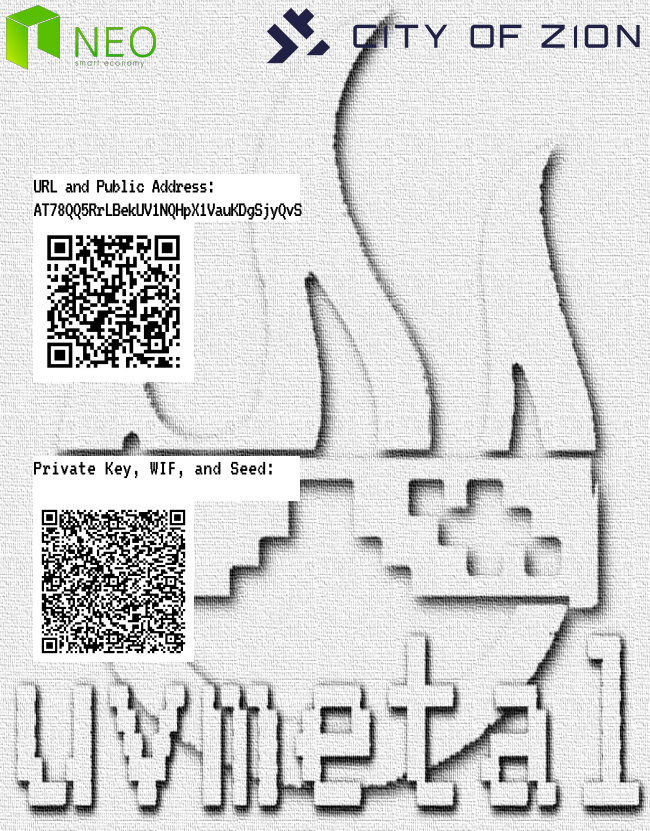 NEO
smart economy
CITY OF ZION
URL and Public Address:
AT78QQ5RrLBekUV1NQHpX1VauKDgSjyQvS
Private Key, WIF, and Seed:
uvmetal